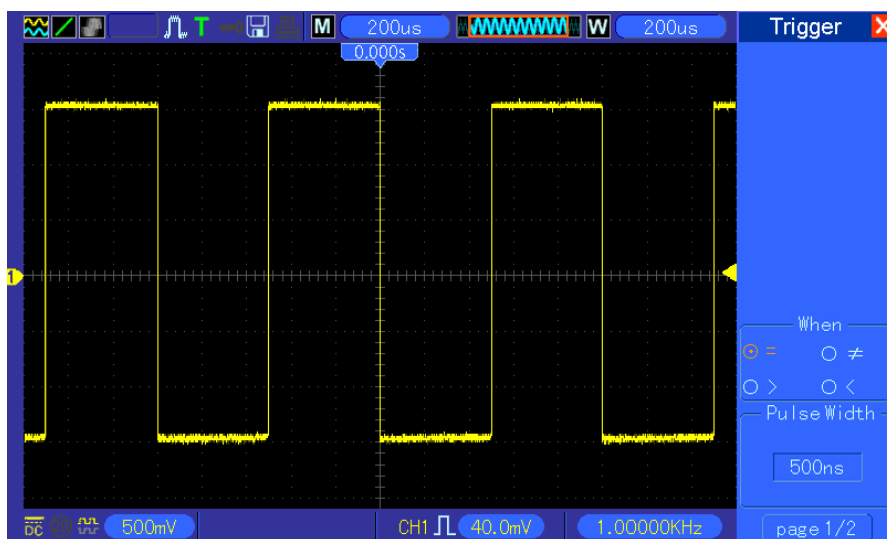 T M 200us W 200us Trigger X
0.000s
1
When
= ≠
> <
Pulse Width
500ns
DC 500mV CH1 40.0mV 1.00000KHz page 1/2